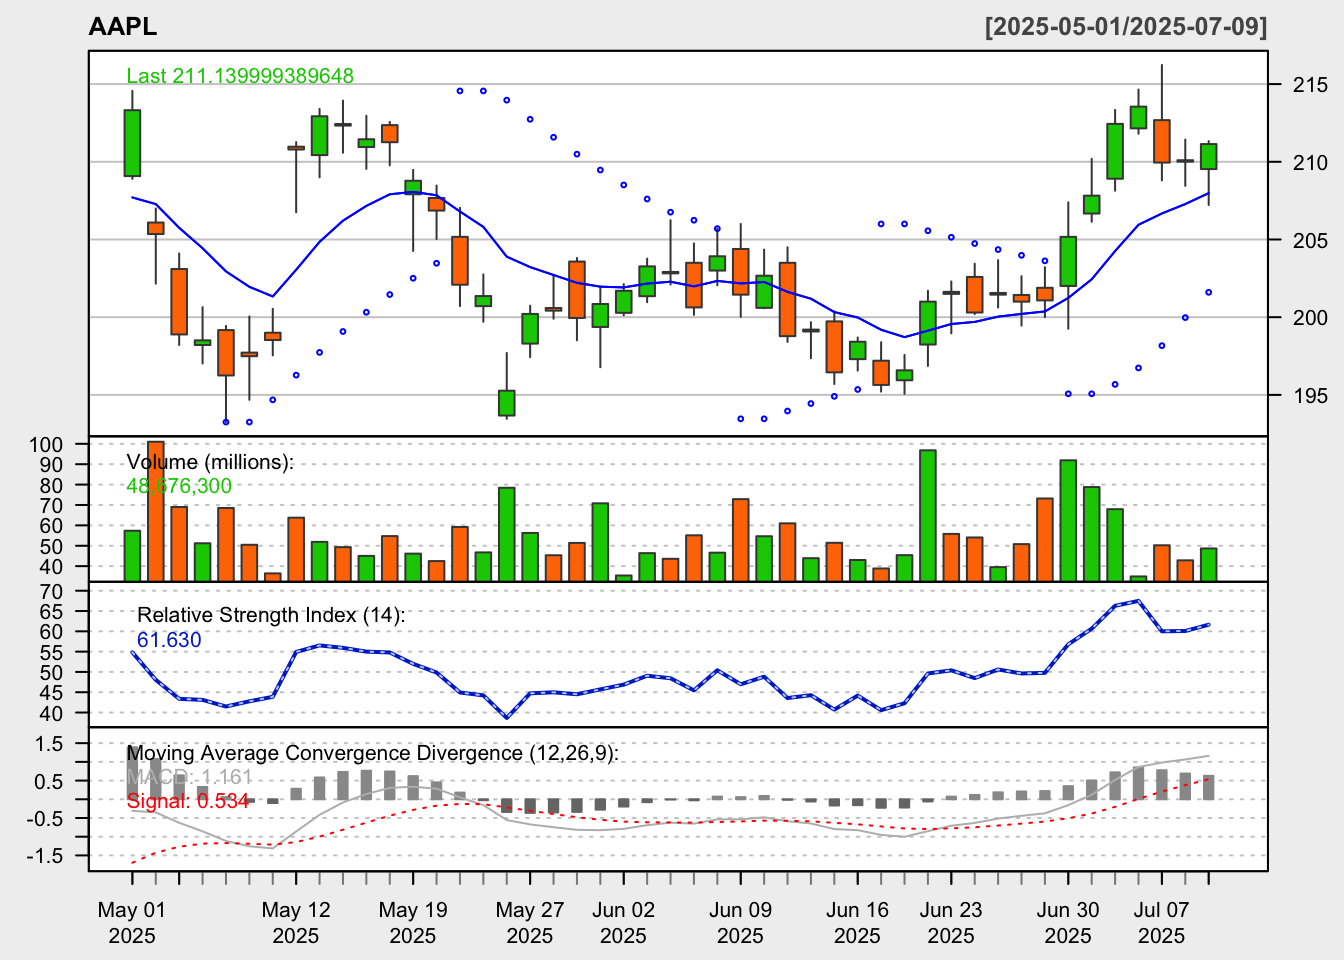 AAPL [2025-05-01/2025-07-09]
Last 211.139999389648
215
210
205
200
195
Volume (millions):
48,676,300
100
90
80
70
60
50
40
Relative Strength Index (14):
61.630
70
65
60
55
50
45
40
Moving Average Convergence Divergence (12,26,9):
MACD: 1.161
Signal: 0.534
1.5
0.5
-0.5
-1.5
May 01 May 12 May 19 May 27 Jun 02 Jun 09 Jun 16 Jun 23 Jun 30 Jul 07
2025 2025 2025 2025 2025 2025 2025 2025 2025 2025